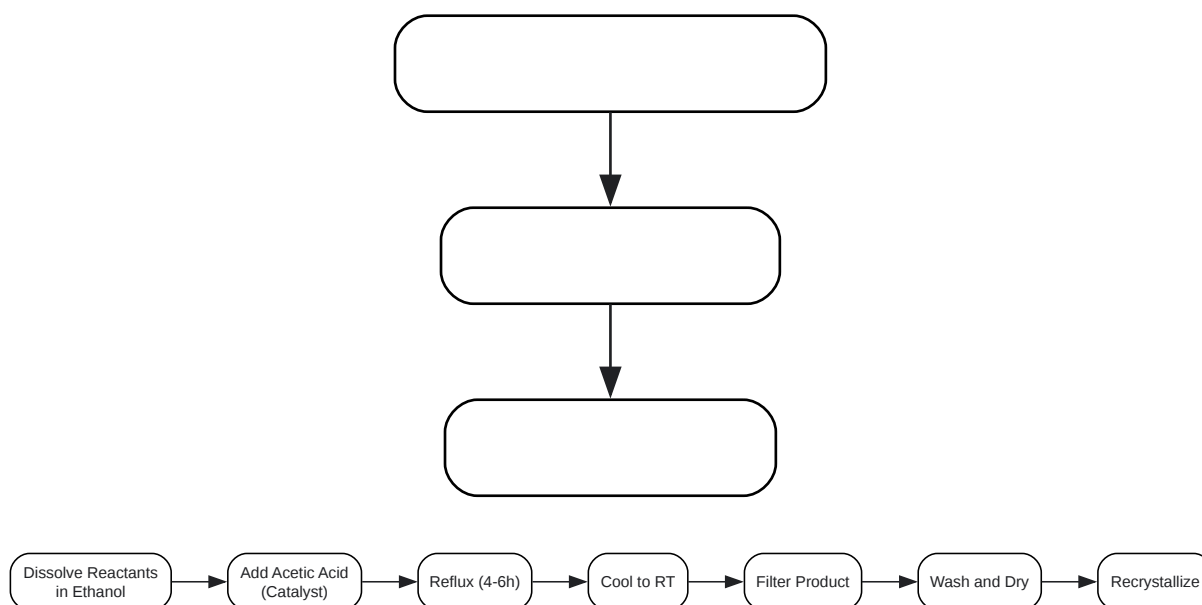 Dissolve Reactants
in Ethanol
Add Acetic Acid
(Catalyst)
Reflux (4-6h)
Cool to RT
Filter Product
Wash and Dry
Recrystallize